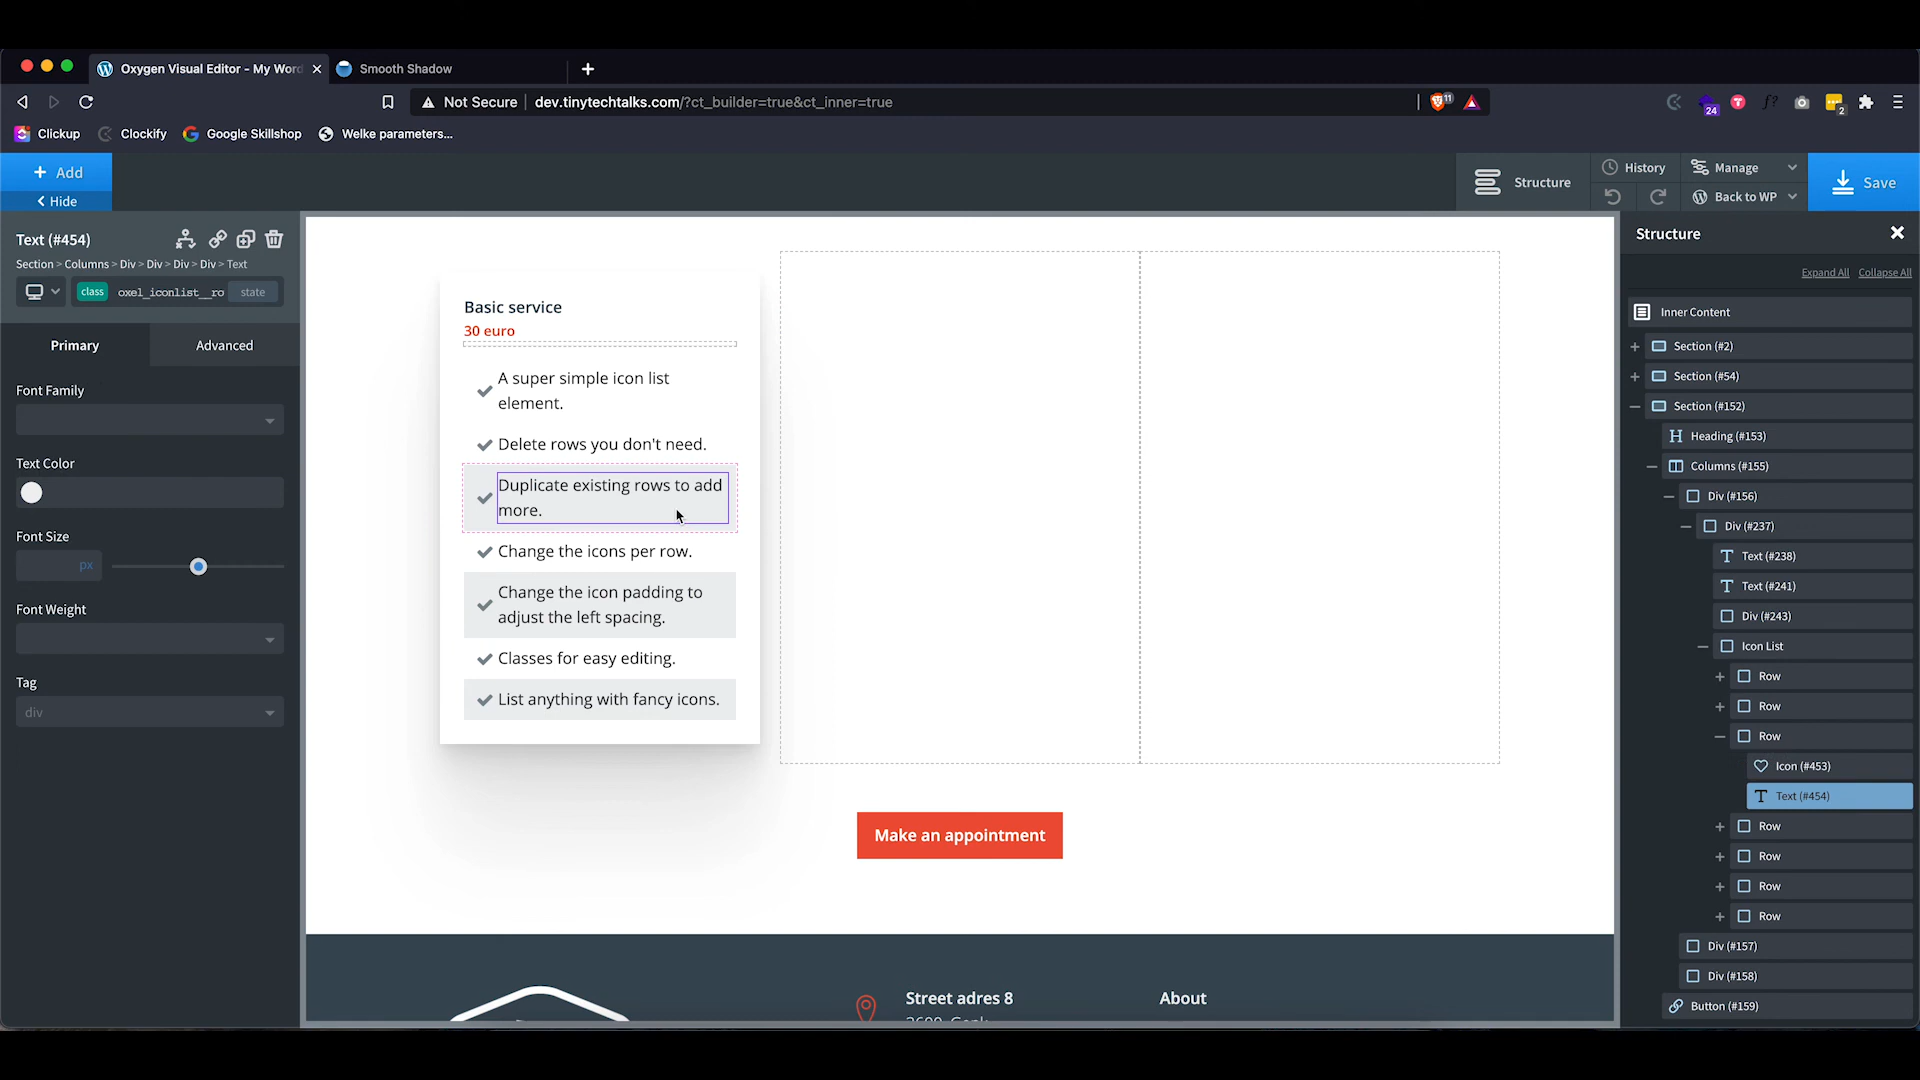 Oxygen Visual Editor - My Word
Smooth Shadow
Not Secure
dev.tinytechtalks.com/?ct_builder=true&ct_inner=true
11
24
2
Clickup
Clockify
Google Skillshop
Welke parameters...
Add
Hide
Structure
History
Manage
Back to WP
Save
Text (#454)
Section > Columns > Div > Div > Div > Div > Text
class
oxel_iconlist__ro
state
Primary
Advanced
Font Family
Text Color
Font Size
px
Font Weight
Tag
div
Basic service
30 euro
A super simple icon list
element.
Delete rows you don't need.
Duplicate existing rows to add
more.
Change the icons per row.
Change the icon padding to
adjust the left spacing.
Classes for easy editing.
List anything with fancy icons.
Make an appointment
Street adres 8
About
Structure
Expand All
Collapse All
Inner Content
Section (#2)
Section (#54)
Section (#152)
Heading (#153)
Columns (#155)
Div (#156)
Div (#237)
Text (#238)
Text (#241)
Div (#243)
Icon List
Row
Row
Row
Icon (#453)
Text (#454)
Row
Row
Row
Row
Div (#157)
Div (#158)
Button (#159)